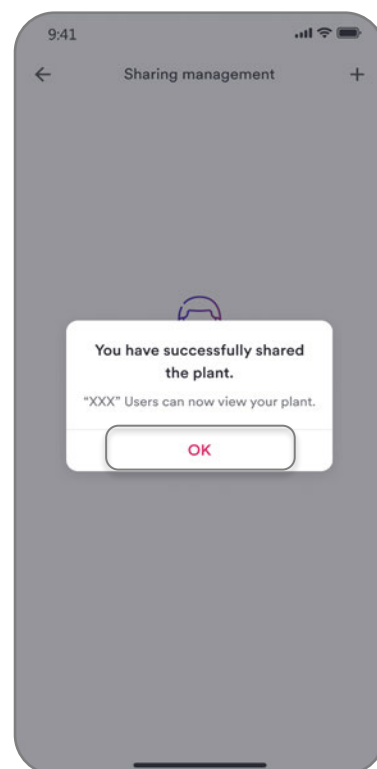 9:41
Sharing management
You have successfully shared
the plant.
“XXX” Users can now view your plant.
OK